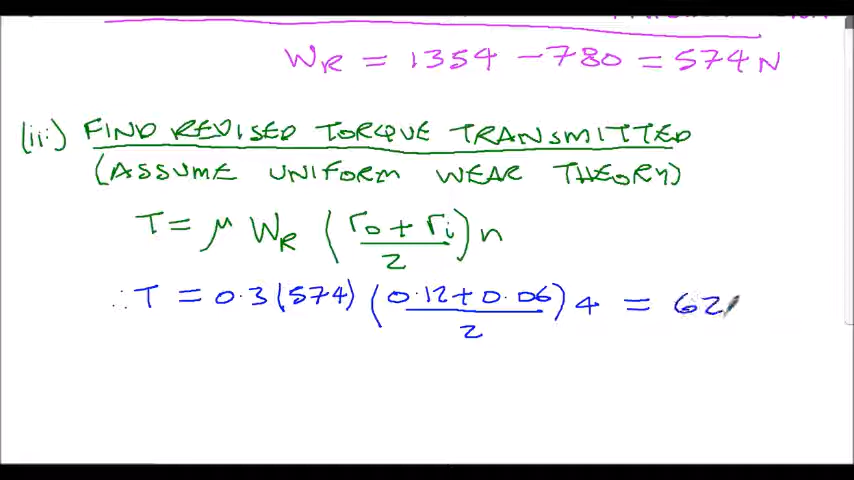 W_R = 1354 - 780 = 574 N
(iii) FIND REVISED TORQUE TRANSMITTED
(ASSUME UNIFORM WEAR THEORY)
T = μ W_R ( (r_o + r_i) / 2 ) n
∴ T = 0.3 (574) ( (0.12 + 0.06) / 2 ) 4 = 62